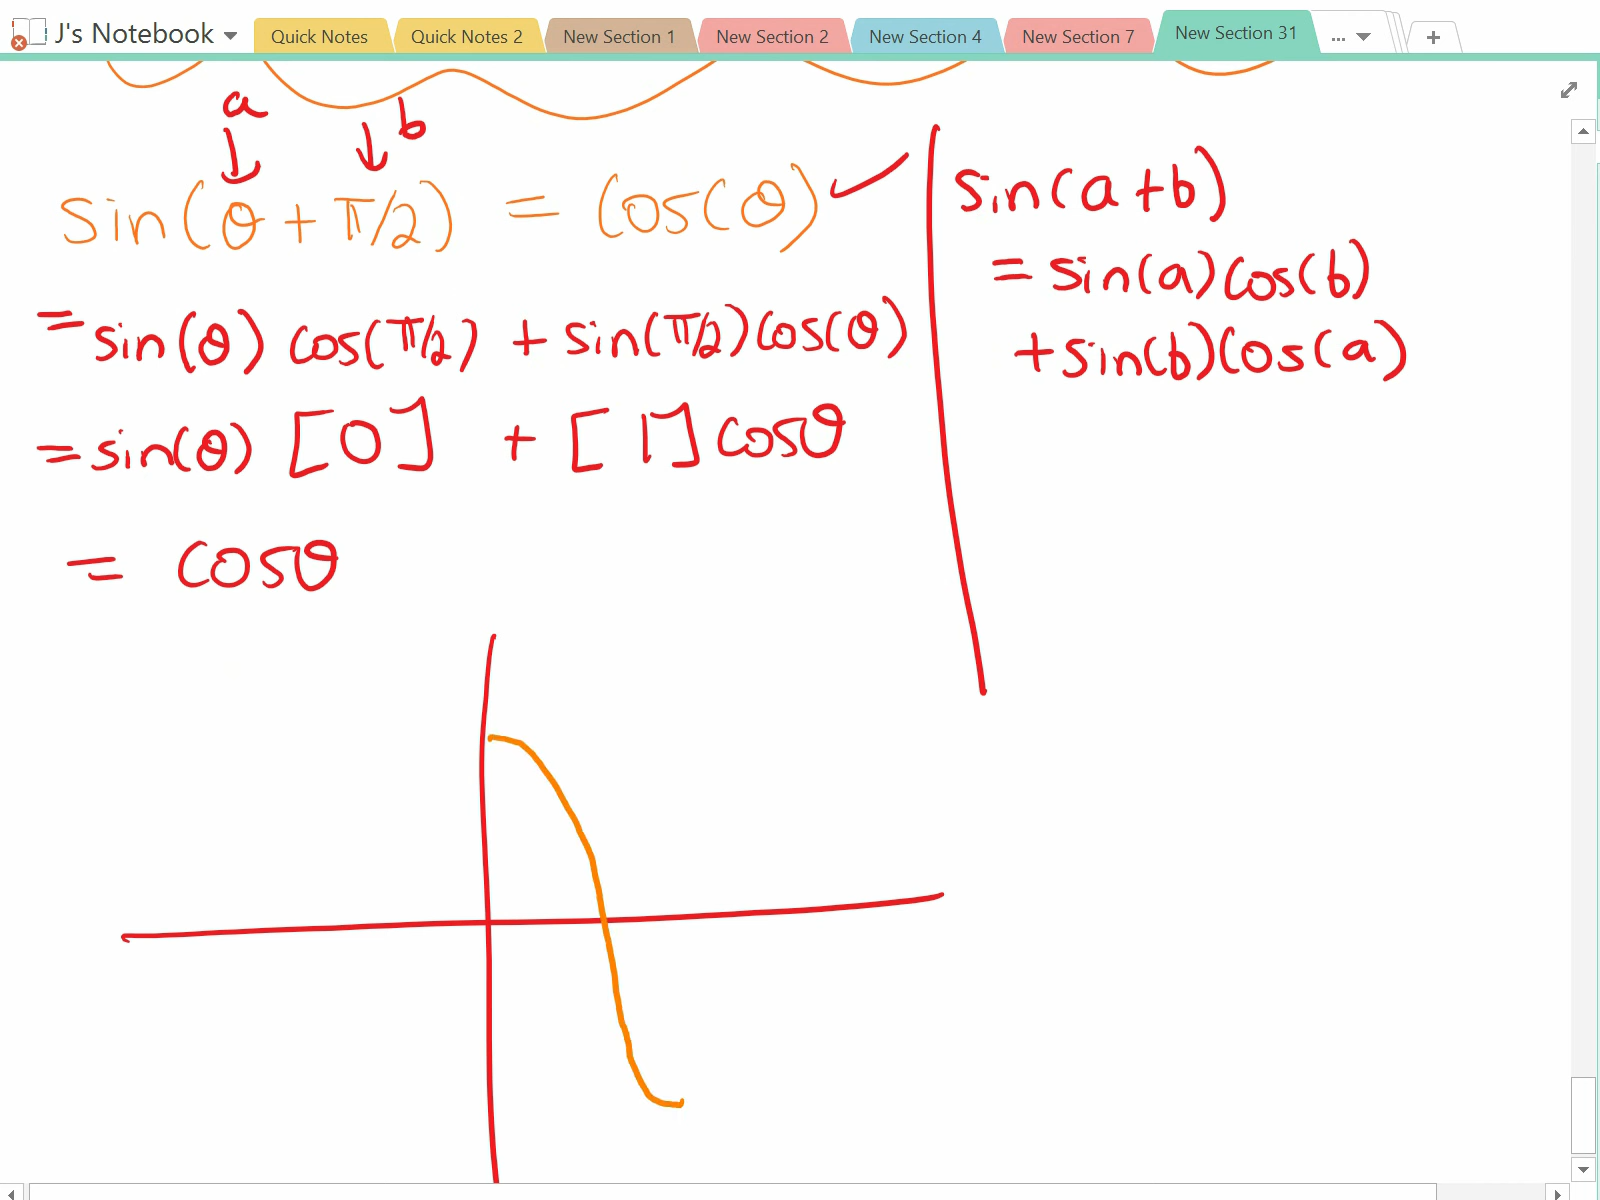 J's Notebook
Quick Notes
Quick Notes 2
New Section 1
New Section 2
New Section 4
New Section 7
New Section 31
...
+
a
b
sin(θ + π/2) = cos(θ) ✓
= sin(θ) cos(π/2) + sin(π/2) cos(θ)
= sin(θ) [0] + [1] cosθ
= cosθ
sin(a+b)
= sin(a) cos(b)
+ sin(b) cos(a)